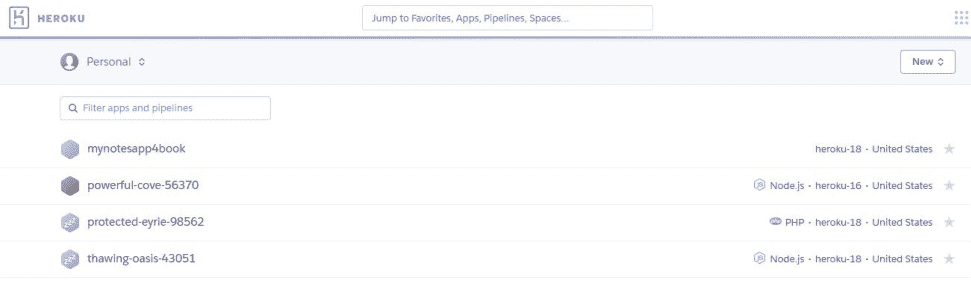 HEROKU
Jump to Favorites, Apps, Pipelines, Spaces...
Personal
New
Filter apps and pipelines
mynotesapp4book heroku-18 · United States
powerful-cove-56370 Node.js · heroku-16 · United States
protected-eyrie-98562 PHP · heroku-18 · United States
thawing-oasis-43051 Node.js · heroku-18 · United States